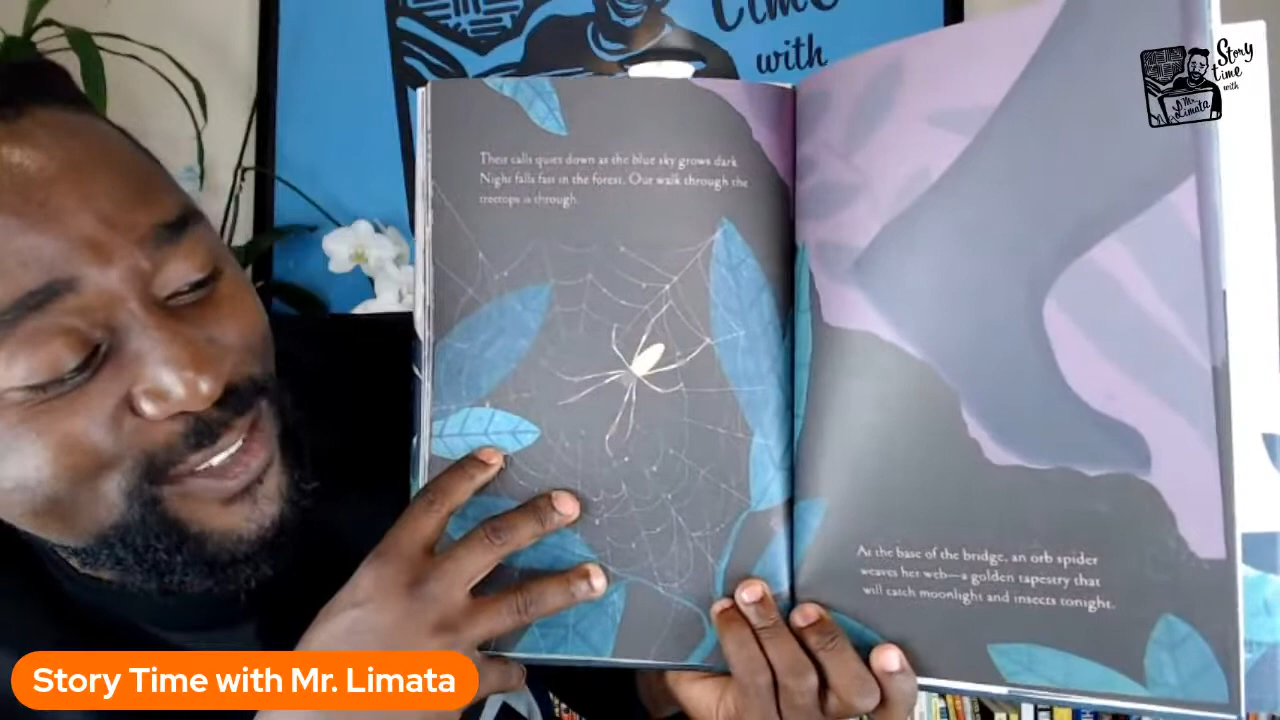 time
with
Story
time
with
Mr.
Limata
Their calls quiet down as the blue sky grows dark
Night falls fast in the forest. Our walk through the
treetops is through.
At the base of the bridge, an orb spider
weaves her web—a golden tapestry that
will catch moonlight and insects tonight.
Story Time with Mr. Limata